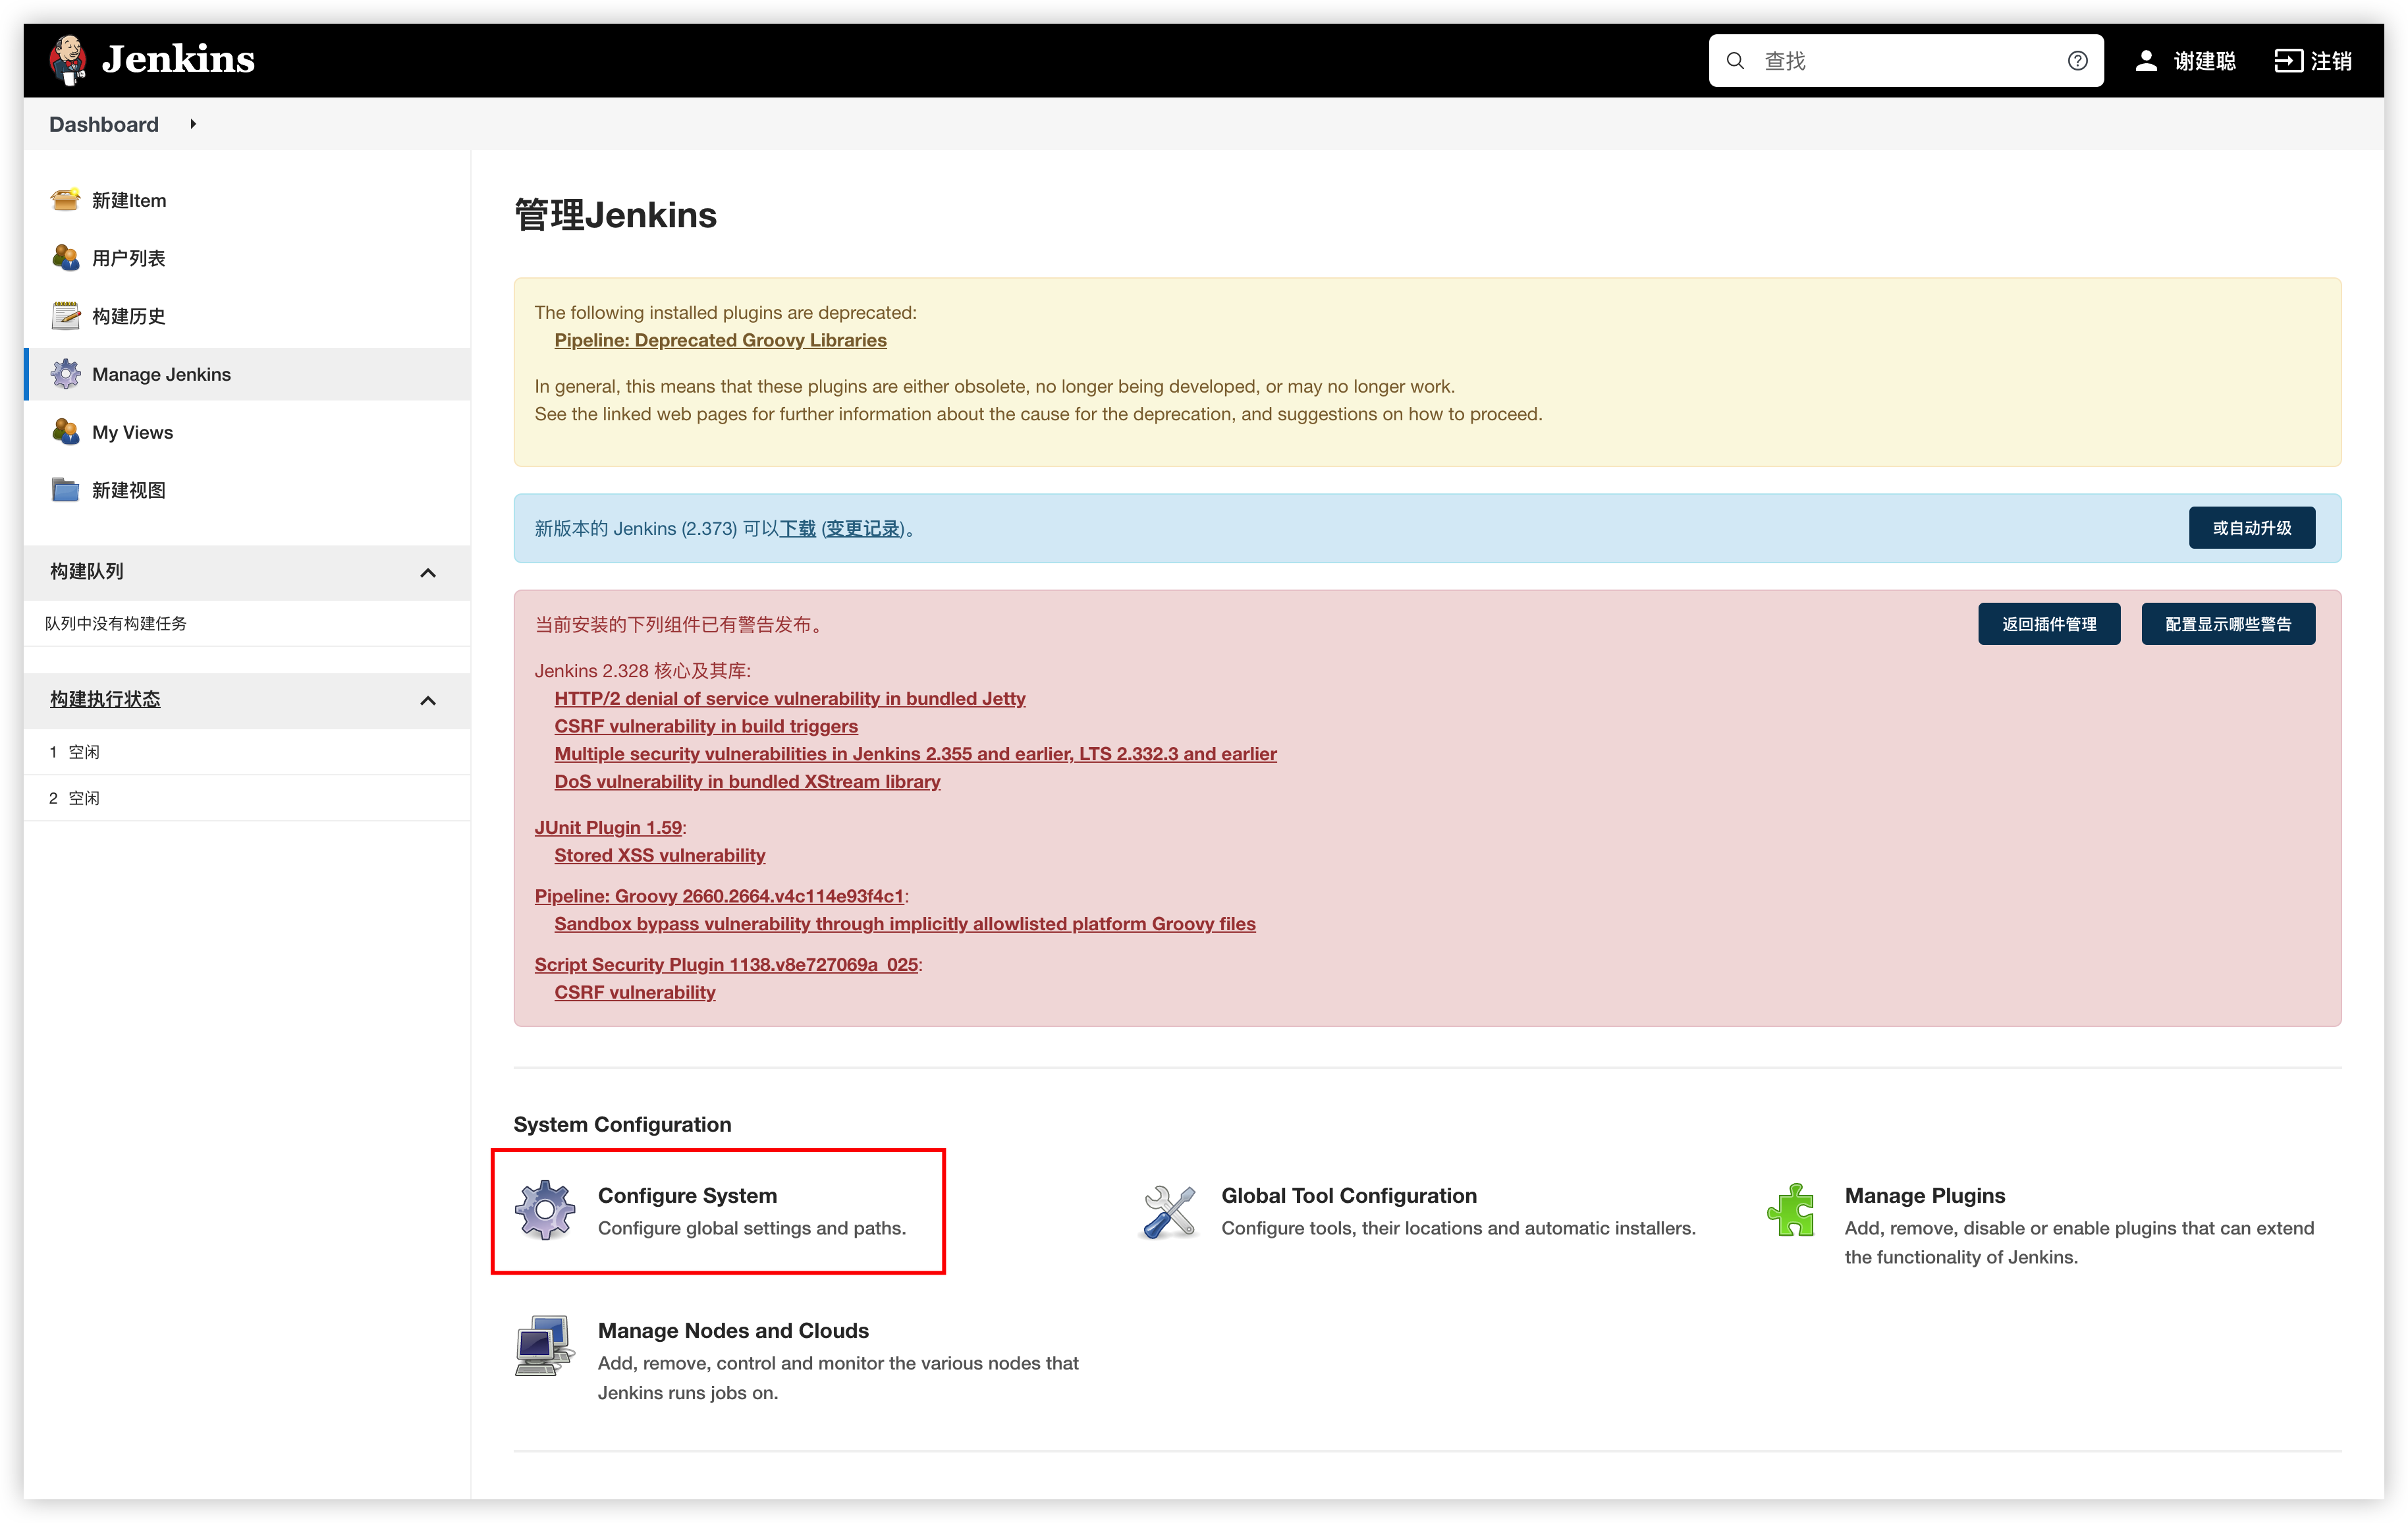 Jenkins
查找
谢建聪
注销
Dashboard
新建Item
用户列表
构建历史
Manage Jenkins
My Views
新建视图
构建队列
队列中没有构建任务
构建执行状态
1 空闲
2 空闲
管理Jenkins
The following installed plugins are deprecated:
Pipeline: Deprecated Groovy Libraries
In general, this means that these plugins are either obsolete, no longer being developed, or may no longer work.
See the linked web pages for further information about the cause for the deprecation, and suggestions on how to proceed.
新版本的 Jenkins (2.373) 可以下载 (变更记录)。
或自动升级
当前安装的下列组件已有警告发布。
返回插件管理
配置显示哪些警告
Jenkins 2.328 核心及其库:
HTTP/2 denial of service vulnerability in bundled Jetty
CSRF vulnerability in build triggers
Multiple security vulnerabilities in Jenkins 2.355 and earlier, LTS 2.332.3 and earlier
DoS vulnerability in bundled XStream library
JUnit Plugin 1.59:
Stored XSS vulnerability
Pipeline: Groovy 2660.2664.v4c114e93f4c1:
Sandbox bypass vulnerability through implicitly allowlisted platform Groovy files
Script Security Plugin 1138.v8e727069a_025:
CSRF vulnerability
System Configuration
Configure System
Configure global settings and paths.
Global Tool Configuration
Configure tools, their locations and automatic installers.
Manage Plugins
Add, remove, disable or enable plugins that can extend
the functionality of Jenkins.
Manage Nodes and Clouds
Add, remove, control and monitor the various nodes that
Jenkins runs jobs on.